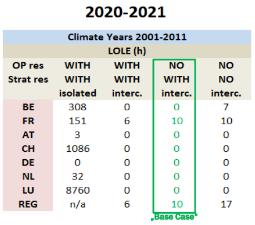 2020-2021
Climate Years 2001-2011
LOLE (h)
OP res WITH WITH NO NO
Strat res WITH WITH WITH NO
isolated interc. interc. interc.
BE 308 0 0 7
FR 151 6 10 10
AT 3 0 0 0
CH 1086 0 0 0
DE 0 0 0 0
NL 32 0 0 0
LU 8760 0 0 0
REG n/a 6 10 17
Base Case